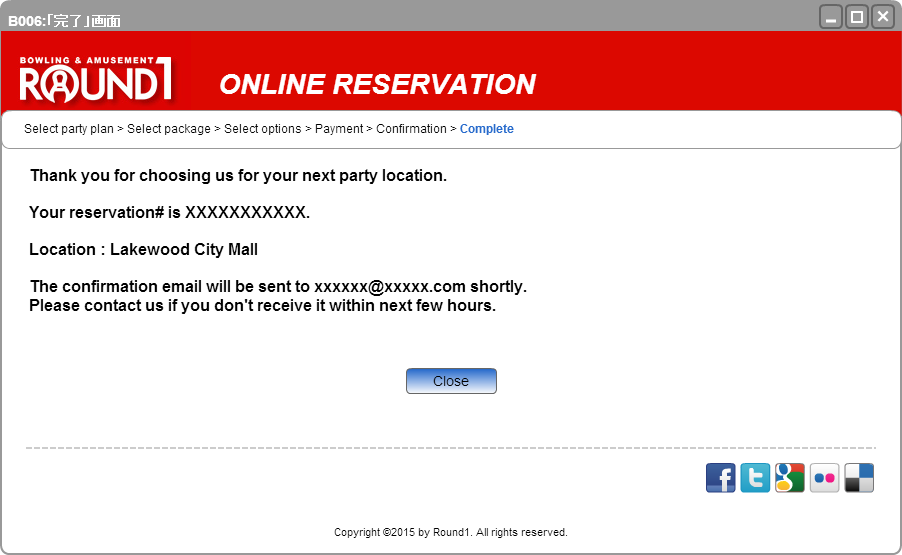 B006:｢完了｣画面
BOWLING & AMUSEMENT
ROUND1
ONLINE RESERVATION
Select party plan > Select package > Select options > Payment > Confirmation > Complete
Thank you for choosing us for your next party location.
Your reservation# is XXXXXXXXXXX.
Location : Lakewood City Mall
The confirmation email will be sent to xxxxxx@xxxxx.com shortly.
Please contact us if you don't receive it within next few hours.
Close
Copyright ©2015 by Round1. All rights reserved.